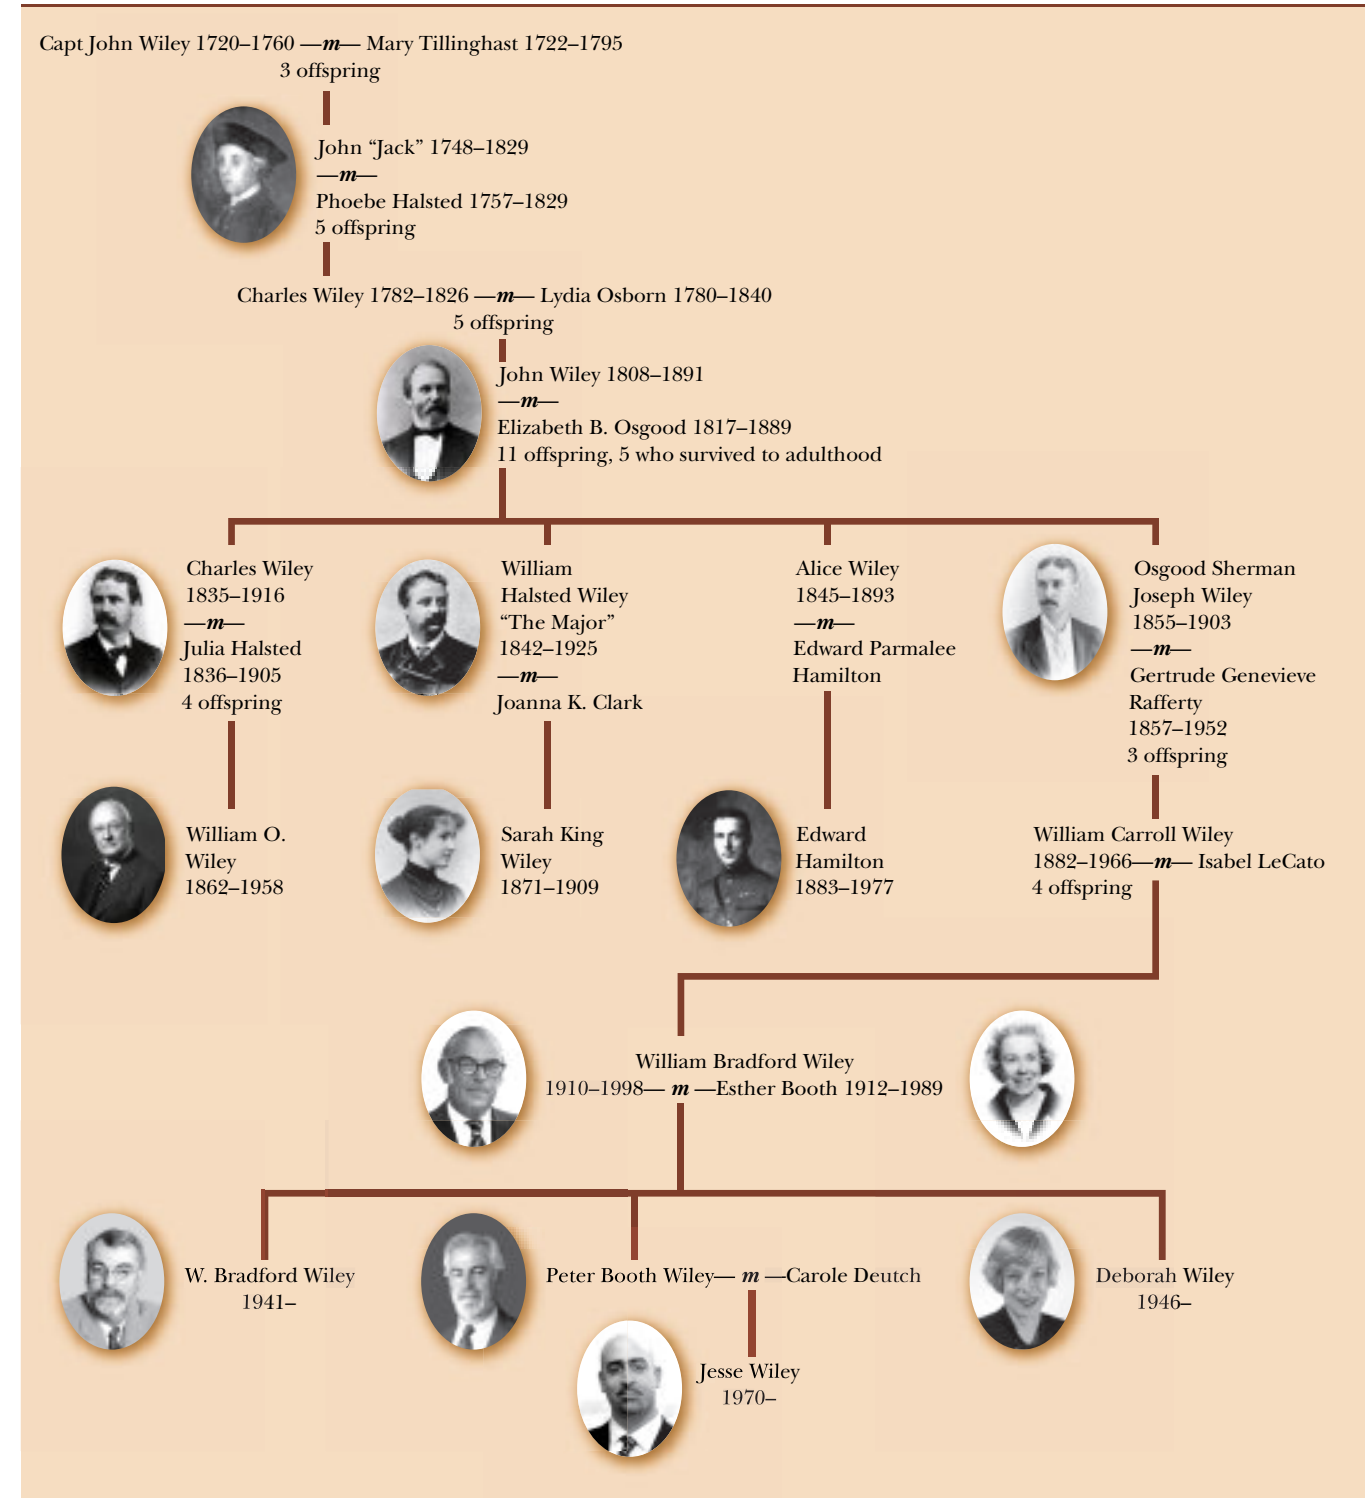 Capt John Wiley 1720–1760 —m— Mary Tillinghast 1722–1795
3 offspring
John “Jack” 1748–1829
—m—
Phoebe Halsted 1757–1829
5 offspring
Charles Wiley 1782–1826 —m— Lydia Osborn 1780–1840
5 offspring
John Wiley 1808–1891
—m—
Elizabeth B. Osgood 1817–1889
11 offspring, 5 who survived to adulthood
Charles Wiley
1835–1916
—m—
Julia Halsted
1836–1905
4 offspring
William
Halsted Wiley
“The Major”
1842–1925
—m—
Joanna K. Clark
Alice Wiley
1845–1893
—m—
Edward Parmalee
Hamilton
Osgood Sherman
Joseph Wiley
1855–1903
—m—
Gertrude Genevieve
Rafferty
1857–1952
3 offspring
William O.
Wiley
1862–1958
Sarah King
Wiley
1871–1909
Edward
Hamilton
1883–1977
William Carroll Wiley
1882–1966—m— Isabel LeCato
4 offspring
William Bradford Wiley
1910–1998— m —Esther Booth 1912–1989
W. Bradford Wiley
1941–
Peter Booth Wiley— m —Carole Deutch
Deborah Wiley
1946–
Jesse Wiley
1970–